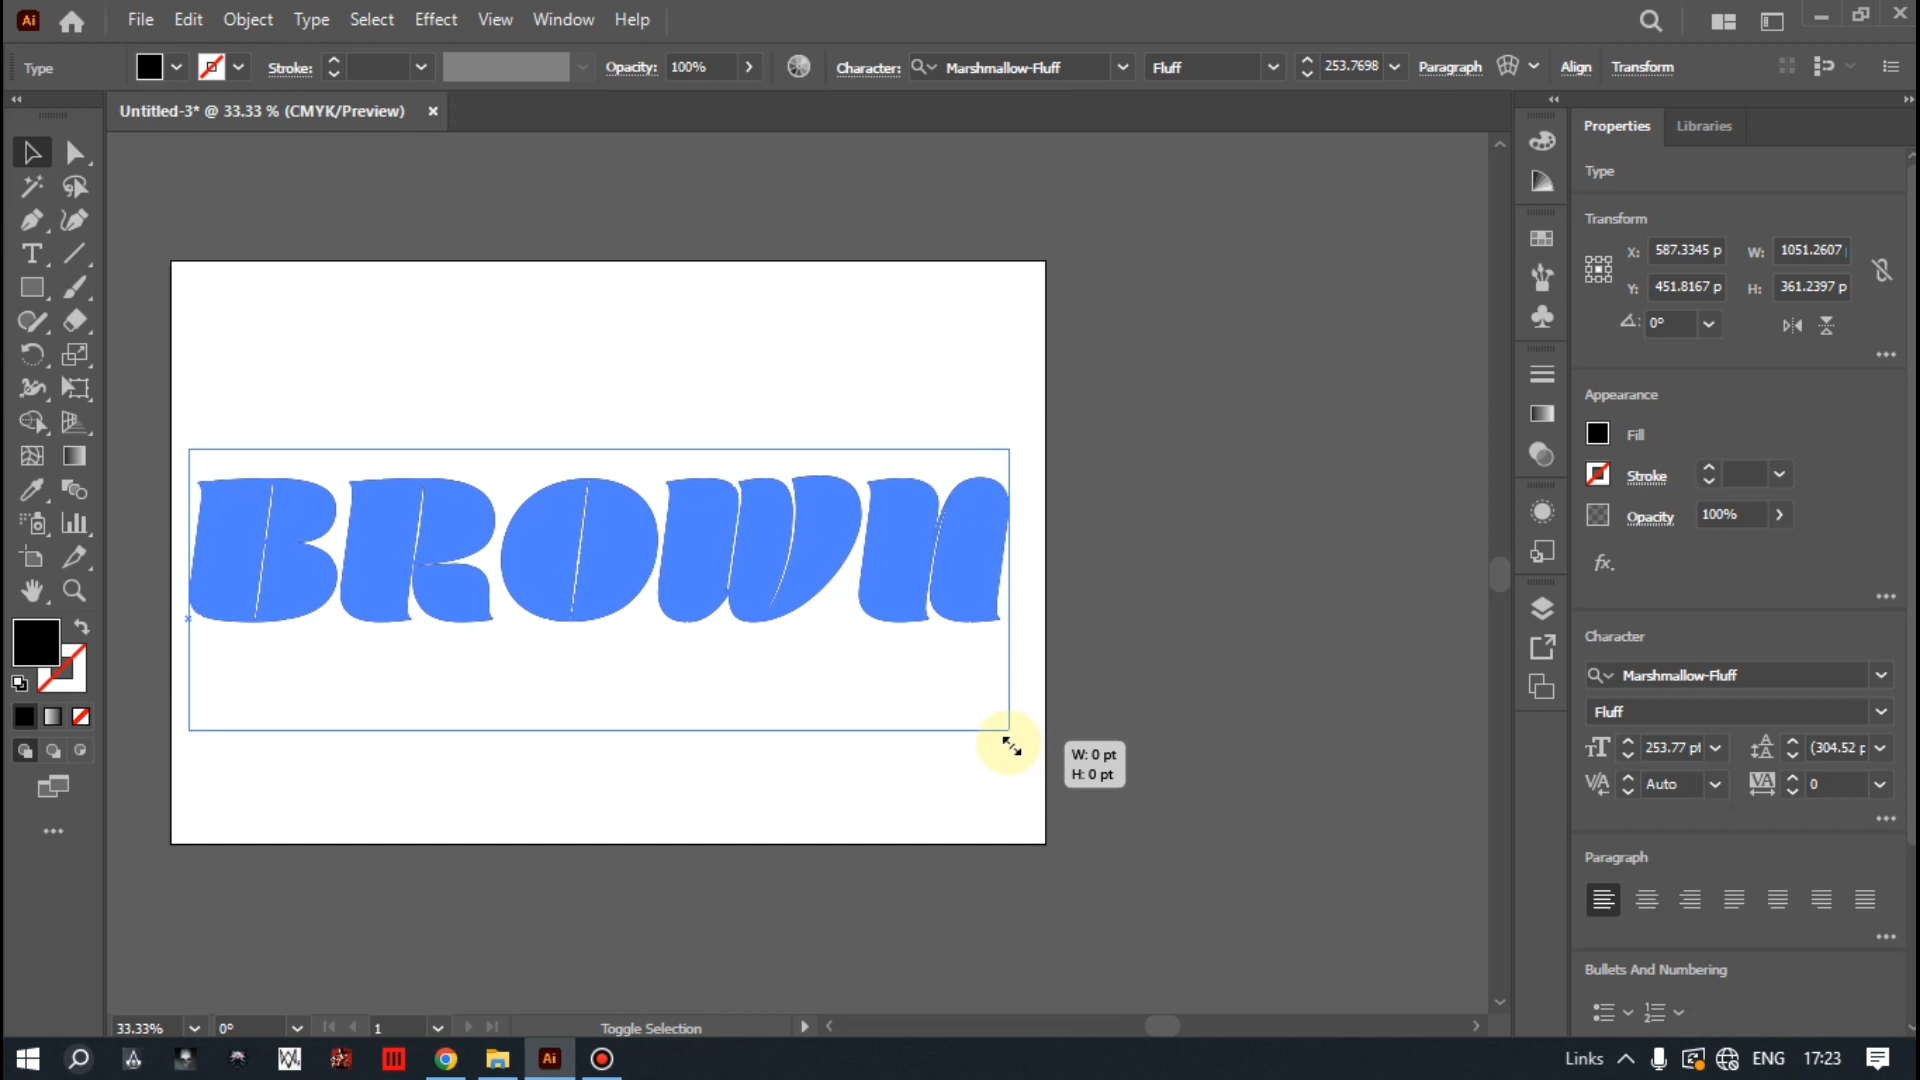 Ai File Edit Object Type Select Effect View Window Help
Type Stroke: Opacity: 100% Character: Marshmallow-Fluff Fluff 253.7698 Paragraph Align Transform
Untitled-3* @ 33.33 % (CMYK/Preview)
Properties Libraries
Type
Transform
X: 587.3345 p W: 1051.2607
Y: 451.8167 p H: 361.2397 p
0°
Appearance
Fill
Stroke
Opacity 100%
fx.
Character
Marshmallow-Fluff
Fluff
253.77 pt (304.52 p
Auto 0
Paragraph
Bullets And Numbering
BROWN
W: 0 pt
H: 0 pt
33.33% 0° 1 Toggle Selection
Ai Links ENG 17:23